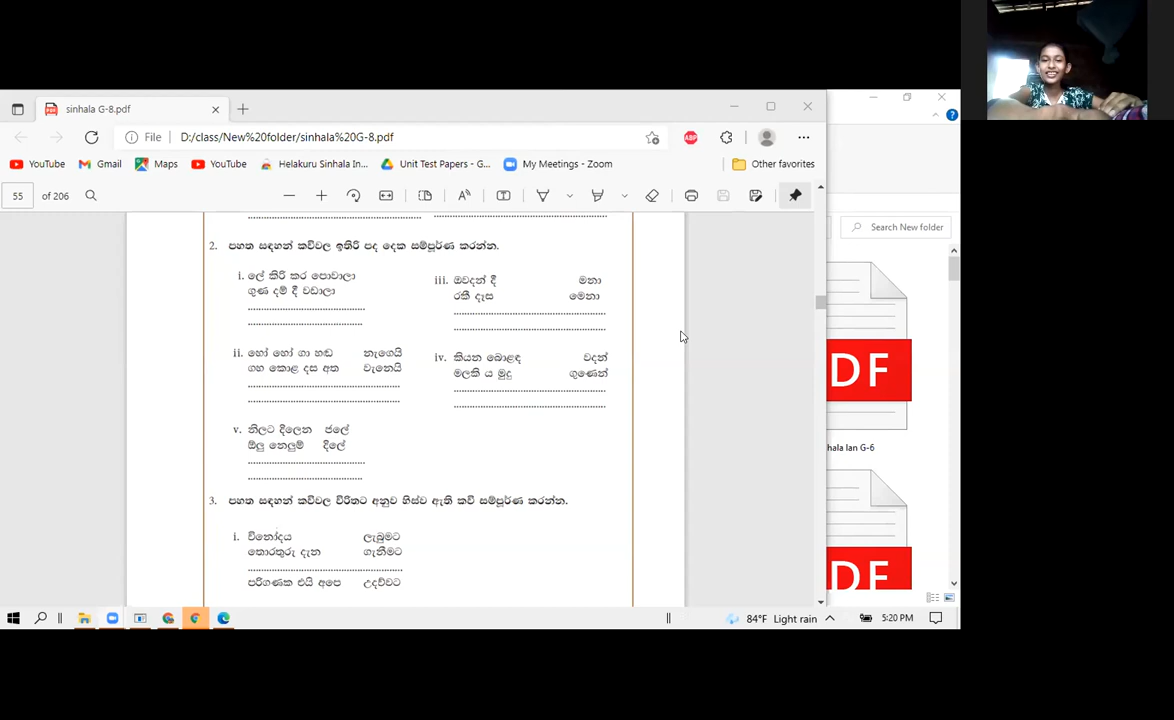 sinhala G-8.pdf
File D:/class/New%20folder/sinhala%20G-8.pdf
YouTube Gmail Maps YouTube Helakuru Sinhala In... Unit Test Papers - G... My Meetings - Zoom Other favorites
55 of 206
Search New folder
2. පහත සඳහන් කවිවල ඉතිරි පද දෙක සම්පූර්ණ කරන්න.
i. ලේ කිරි කර පොවාලා
ගුණ දම් දී වඩාලා
..........................................
..........................................
iii. ඔවදන් දී මනා
රකී දෑස මෙනා
..........................................
..........................................
ii. හෝ හෝ ගා හඬ නැගෙයි
ගහ කොළ දස අත වැනෙයි
..........................................
..........................................
iv. කියන බොළඳ වදන්
මලකි ය මුදු ගුණෙන්
..........................................
..........................................
v. නිලට දිලෙන ජලේ
ඕලු නෙලුම් දිලේ
..........................................
..........................................
3. පහත සඳහන් කවිවල විරිතට අනුව හිස්ව ඇති කවි සම්පූර්ණ කරන්න.
i. විනෝදය ලැබුමට
තොරතුරු දැන ගැනීමට
..........................................
පරිගණක එයි අපෙ උදව්වට
PDF
hala lan G-6
PDF
84°F Light rain 5:20 PM